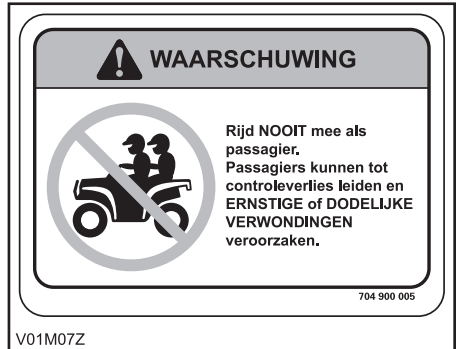 WAARSCHUWING
Rijd NOOIT mee als
passagier.
Passagiers kunnen tot
controleverlies leiden en
ERNSTIGE of DODELIJKE
VERWONDINGEN
veroorzaken.
704 900 005
V01M07Z